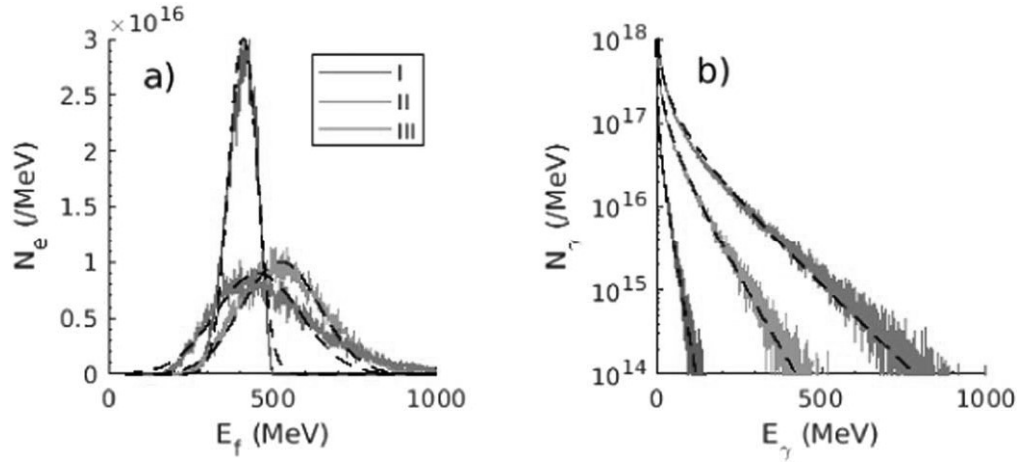 ×10^16
a)
3
2.5
2
1.5
1
0.5
0
N_e (/MeV)
I
II
III
0 500 1000
E_f (MeV)
b)
10^18
10^17
10^16
10^15
10^14
N_γ (/MeV)
0 500 1000
E_γ (MeV)